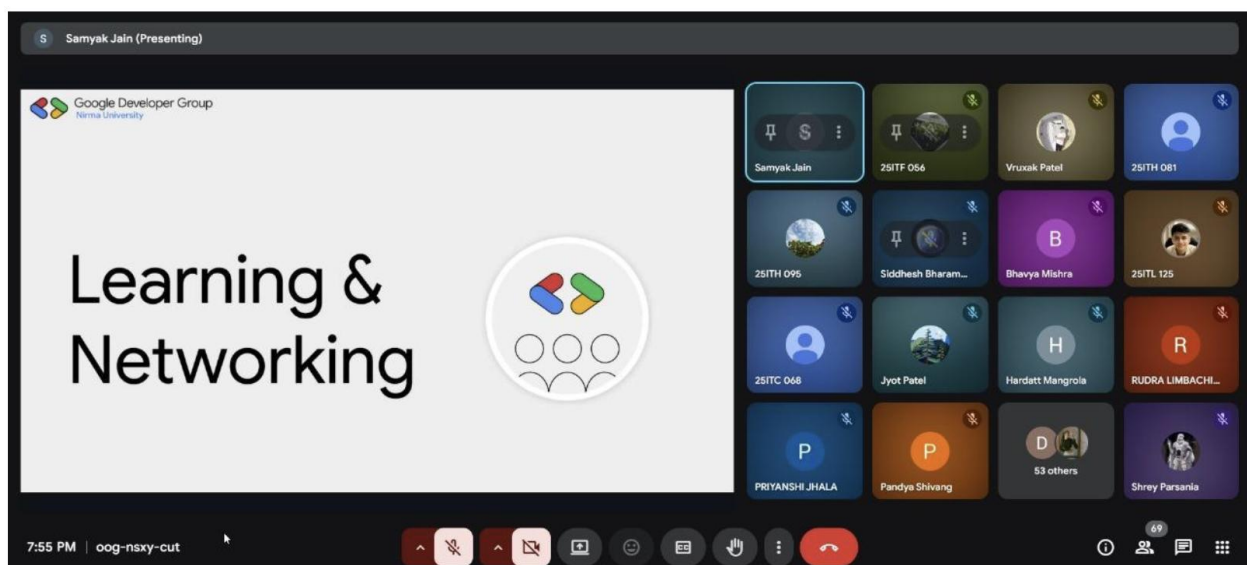 S Samyak Jain (Presenting)
Google Developer Group
Nirma University
Learning &
Networking
S
Samyak Jain
25ITF 056
Vruxak Patel
25ITH 081
25ITH 095
Siddhesh Bharam...
B
Bhavya Mishra
25ITL 125
25ITC 068
Jyot Patel
H
Hardatt Mangrola
R
RUDRA LIMBACHI...
P
PRIYANSHI JHALA
P
Pandya Shivang
D
53 others
Shrey Parsania
7:55 PM | oog-nsxy-cut
CC
69